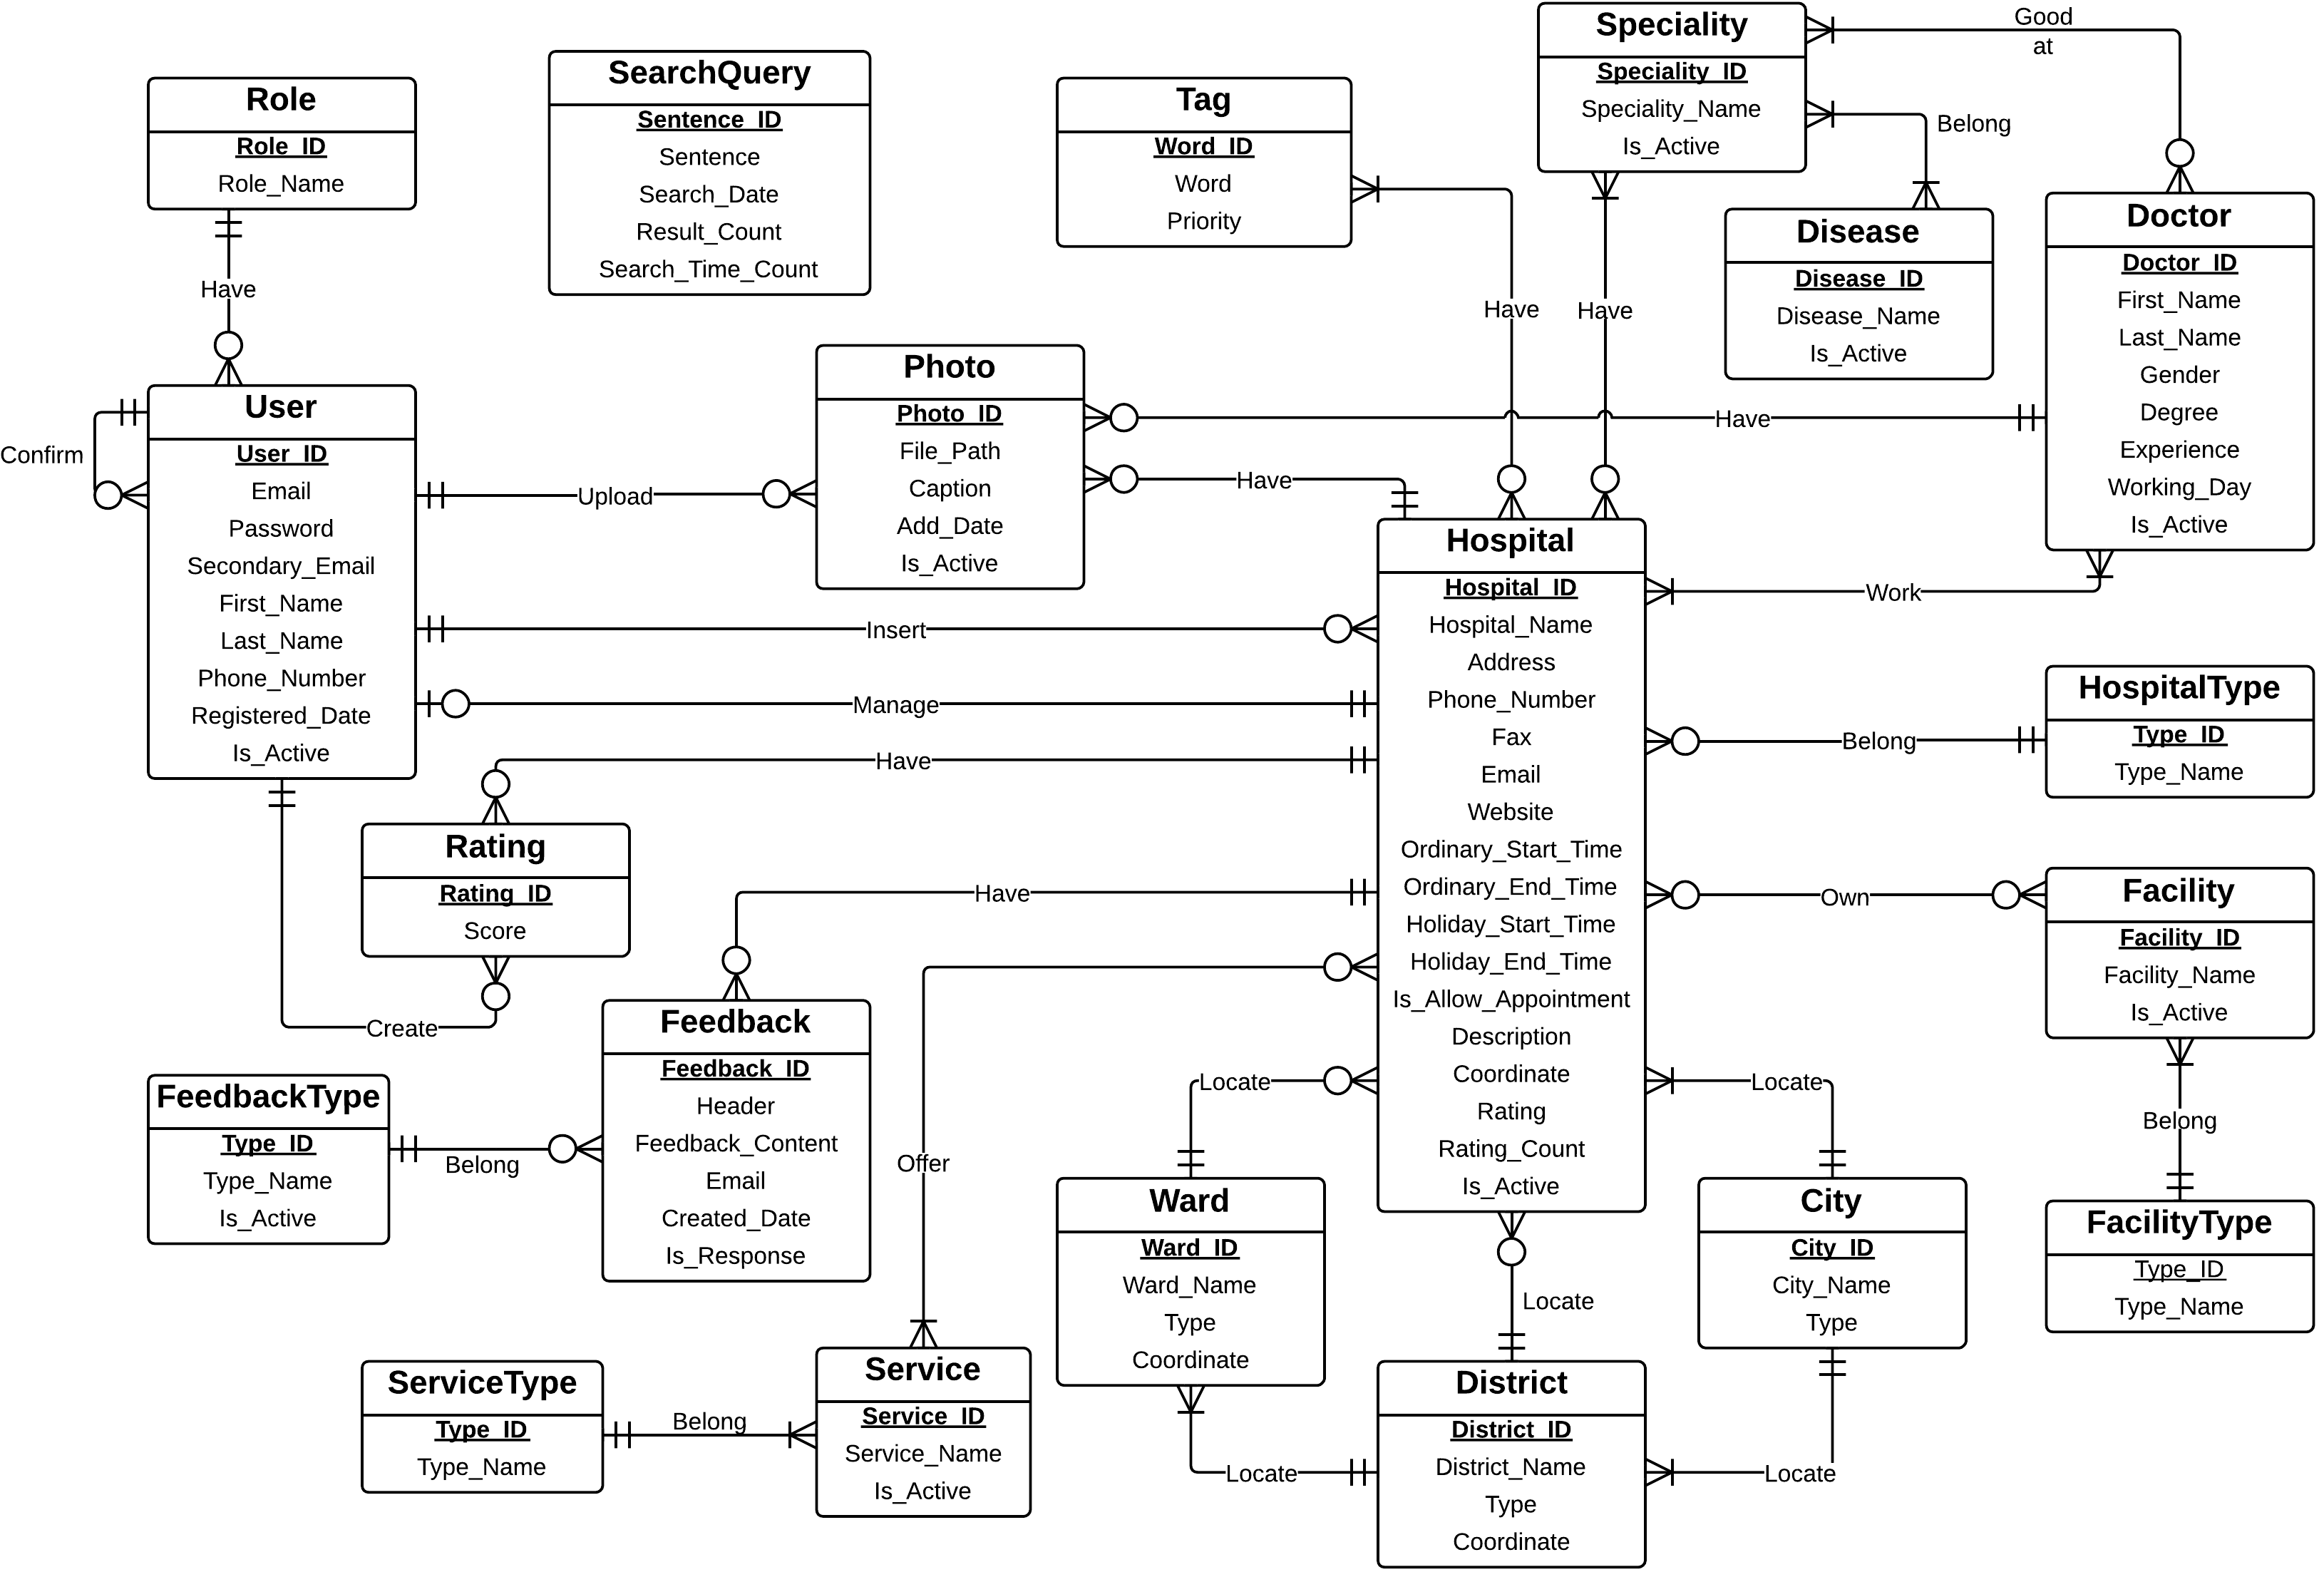 Role
Role_ID
Role_Name
SearchQuery
Sentence_ID
Sentence
Search_Date
Result_Count
Search_Time_Count
Tag
Word_ID
Word
Priority
Speciality
Speciality_ID
Speciality_Name
Is_Active
Good
at
Belong
Disease
Disease_ID
Disease_Name
Is_Active
Doctor
Doctor_ID
First_Name
Last_Name
Gender
Degree
Experience
Working_Day
Is_Active
Have
Have
Have
User
User_ID
Email
Password
Secondary_Email
First_Name
Last_Name
Phone_Number
Registered_Date
Is_Active
Confirm
Upload
Photo
Photo_ID
File_Path
Caption
Add_Date
Is_Active
Have
Have
Insert
Manage
Have
Hospital
Hospital_ID
Hospital_Name
Address
Phone_Number
Fax
Email
Website
Ordinary_Start_Time
Ordinary_End_Time
Holiday_Start_Time
Holiday_End_Time
Is_Allow_Appointment
Description
Coordinate
Rating
Rating_Count
Is_Active
Work
HospitalType
Type_ID
Type_Name
Belong
Own
Facility
Facility_ID
Facility_Name
Is_Active
Belong
FacilityType
Type_ID
Type_Name
Rating
Rating_ID
Score
Create
Have
Feedback
Feedback_ID
Header
Feedback_Content
Email
Created_Date
Is_Response
FeedbackType
Type_ID
Type_Name
Is_Active
Belong
Offer
Locate
Locate
Ward
Ward_ID
Ward_Name
Type
Coordinate
City
City_ID
City_Name
Type
Locate
ServiceType
Type_ID
Type_Name
Belong
Service
Service_ID
Service_Name
Is_Active
Locate
District
District_ID
District_Name
Type
Coordinate
Locate